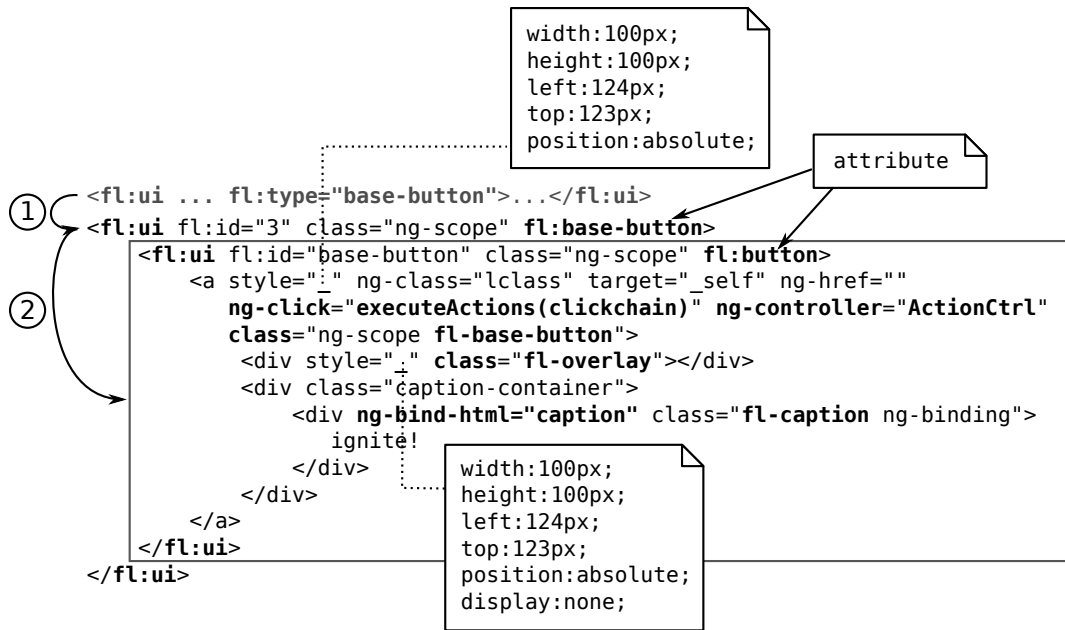 width:100px;
height:100px;
left:124px;
top:123px;
position:absolute;
attribute
1
<fl:ui ... fl:type="base-button">...</fl:ui>
<fl:ui fl:id="3" class="ng-scope" fl:base-button>
2
<fl:ui fl:id="base-button" class="ng-scope" fl:button>
<a style="_" ng-class="lclass" target="_self" ng-href=""
ng-click="executeActions(clickchain)" ng-controller="ActionCtrl"
class="ng-scope fl-base-button">
<div style="_" class="fl-overlay"></div>
<div class="caption-container">
<div ng-bind-html="caption" class="fl-caption ng-binding">
ignite!
</div>
</div>
</a>
</fl:ui>
</fl:ui>
width:100px;
height:100px;
left:124px;
top:123px;
position:absolute;
display:none;